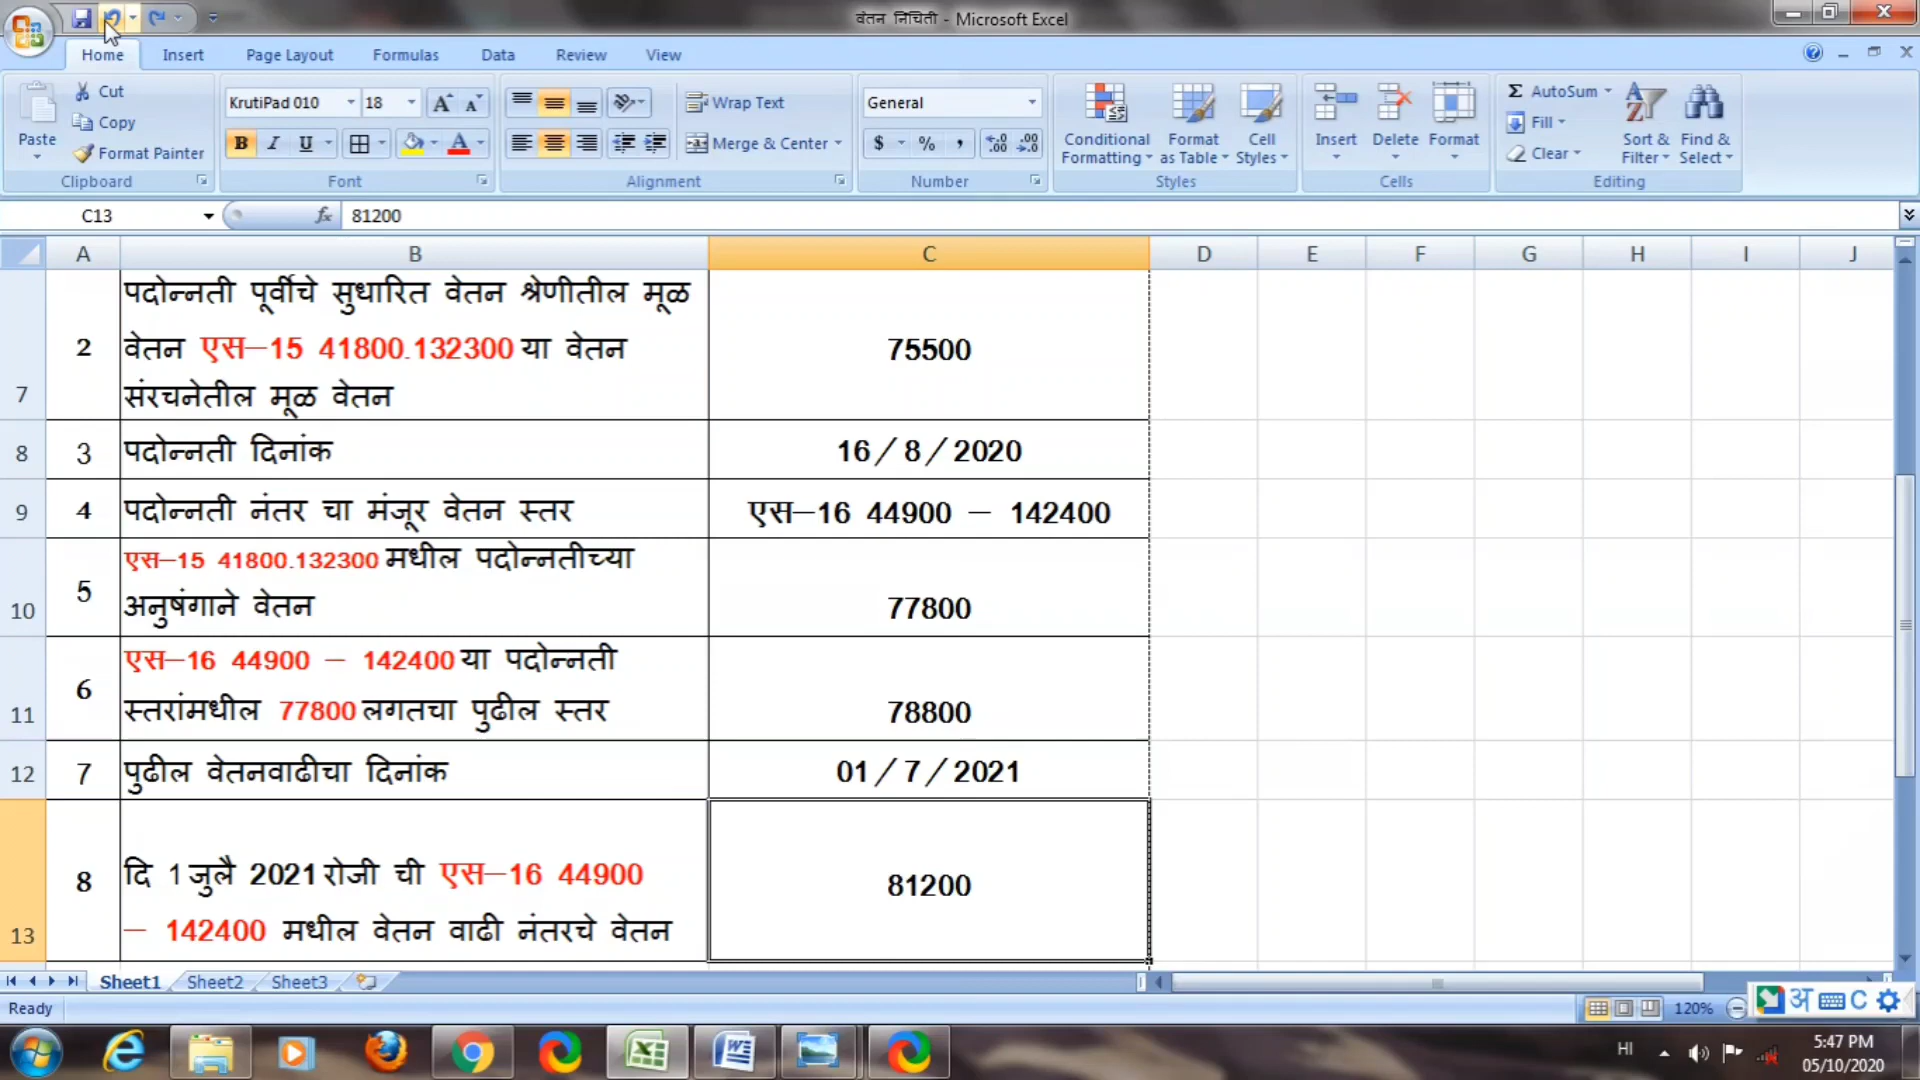 वेतन निचिती - Microsoft Excel
Home Insert Page Layout Formulas Data Review View
Paste Cut Copy Format Painter Clipboard
KrutiPad 010 18 A A B I U A Font
Wrap Text Merge & Center Alignment
General $ % , .0 .00 .00 .0 Number
Conditional Formatting Format as Table Cell Styles Styles
Insert Delete Format Cells
Σ AutoSum Fill Clear Sort & Filter Find & Select Editing
C13 fx 81200
A B C D E F G H I J
पदोन्नती पूर्वीचे सुधारित वेतन श्रेणीतील मूळ
2 वेतन एस–15 41800.132300 या वेतन 75500
7 संरचनेतील मूळ वेतन
8 3 पदोन्नती दिनांक 16/8/2020
9 4 पदोन्नती नंतर चा मंजूर वेतन स्तर एस–16 44900 – 142400
एस–15 41800.132300 मधील पदोन्नतीच्या
10 5 अनुषंगाने वेतन 77800
एस–16 44900 – 142400 या पदोन्नती
11 6 स्तरांमधील 77800 लगतचा पुढील स्तर 78800
12 7 पुढील वेतनवाढीचा दिनांक 01/7/2021
8 दि 1 जुलै 2021 रोजी ची एस–16 44900 81200
13 – 142400 मधील वेतन वाढी नंतरचे वेतन
Sheet1 Sheet2 Sheet3
Ready 120% अ C
HI 5:47 PM
05/10/2020